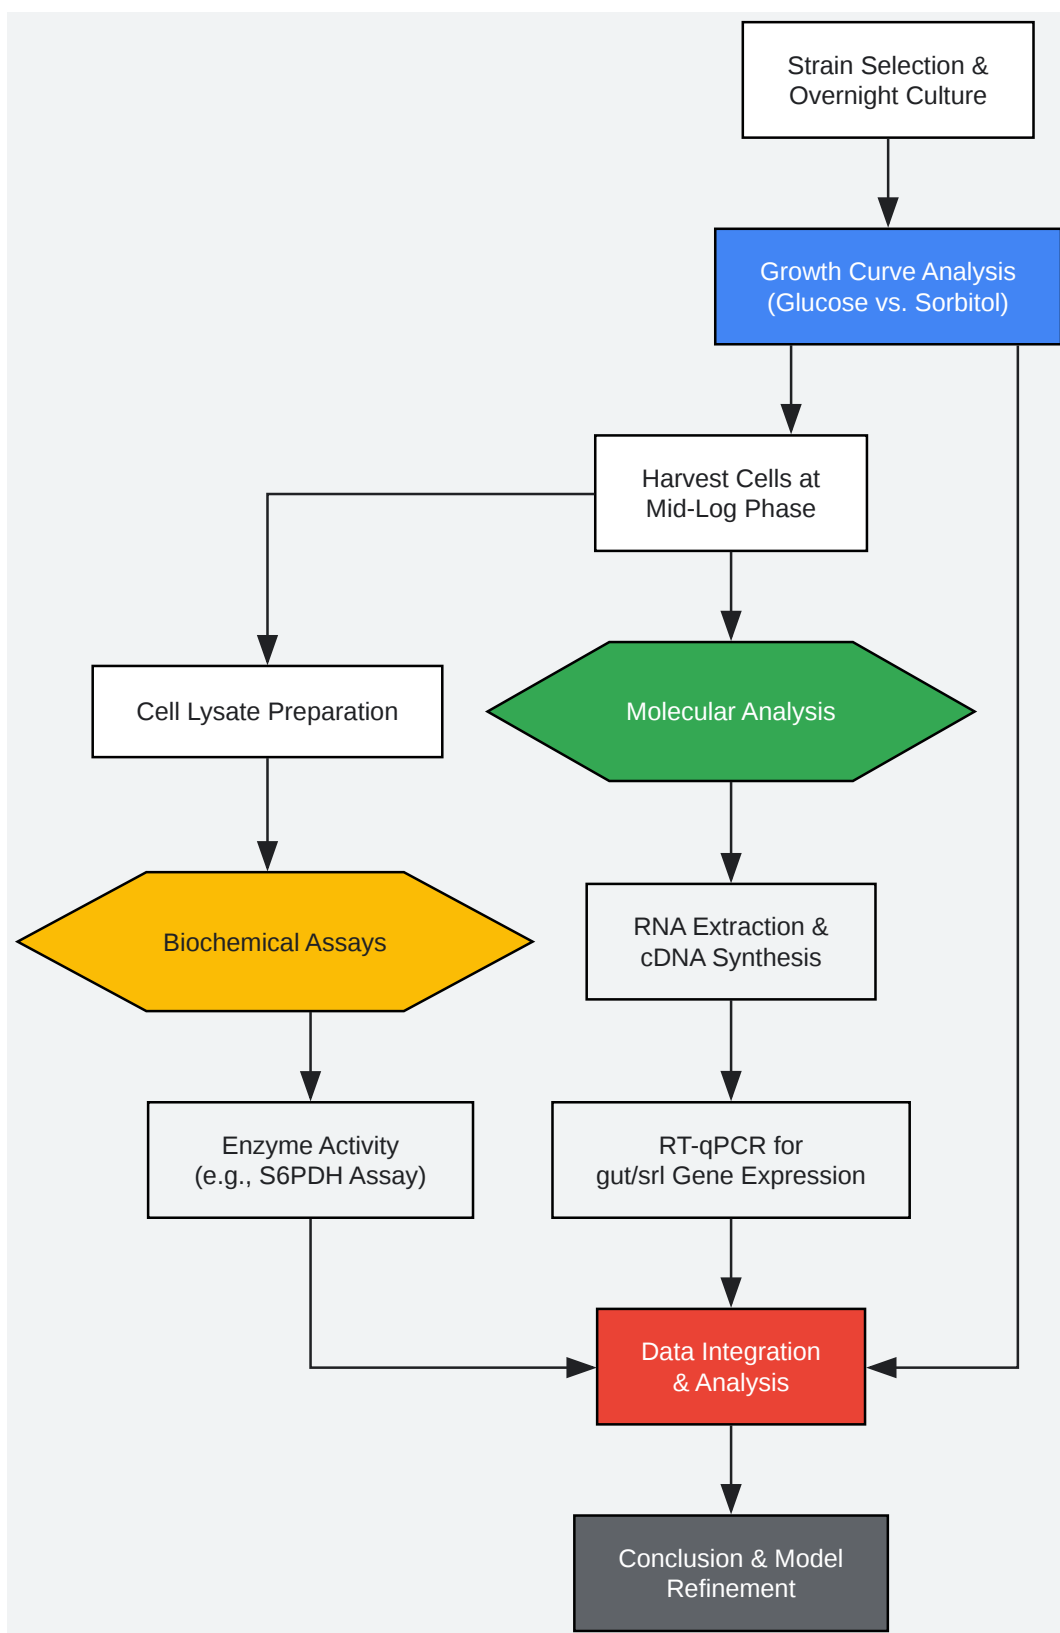 Strain Selection &
Overnight Culture
Growth Curve Analysis
(Glucose vs. Sorbitol)
Harvest Cells at
Mid-Log Phase
Cell Lysate Preparation
Molecular Analysis
Biochemical Assays
RNA Extraction &
cDNA Synthesis
Enzyme Activity
(e.g., S6PDH Assay)
RT-qPCR for
gut/srl Gene Expression
Data Integration
& Analysis
Conclusion & Model
Refinement